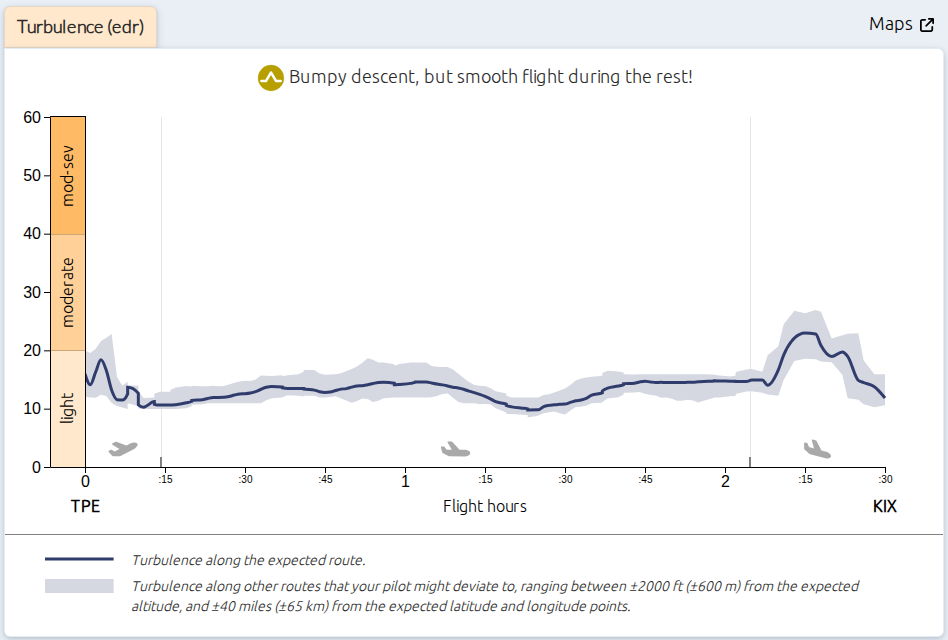 Turbulence (edr)
Maps
Bumpy descent, but smooth flight during the rest!
60
50
40
30
20
10
0
mod-sev
moderate
light
0 :15 :30 :45 1 :15 :30 :45 2 :15 :30
TPE Flight hours KIX
Turbulence along the expected route.
Turbulence along other routes that your pilot might deviate to, ranging between ±2000 ft (±600 m) from the expected
altitude, and ±40 miles (±65 km) from the expected latitude and longitude points.